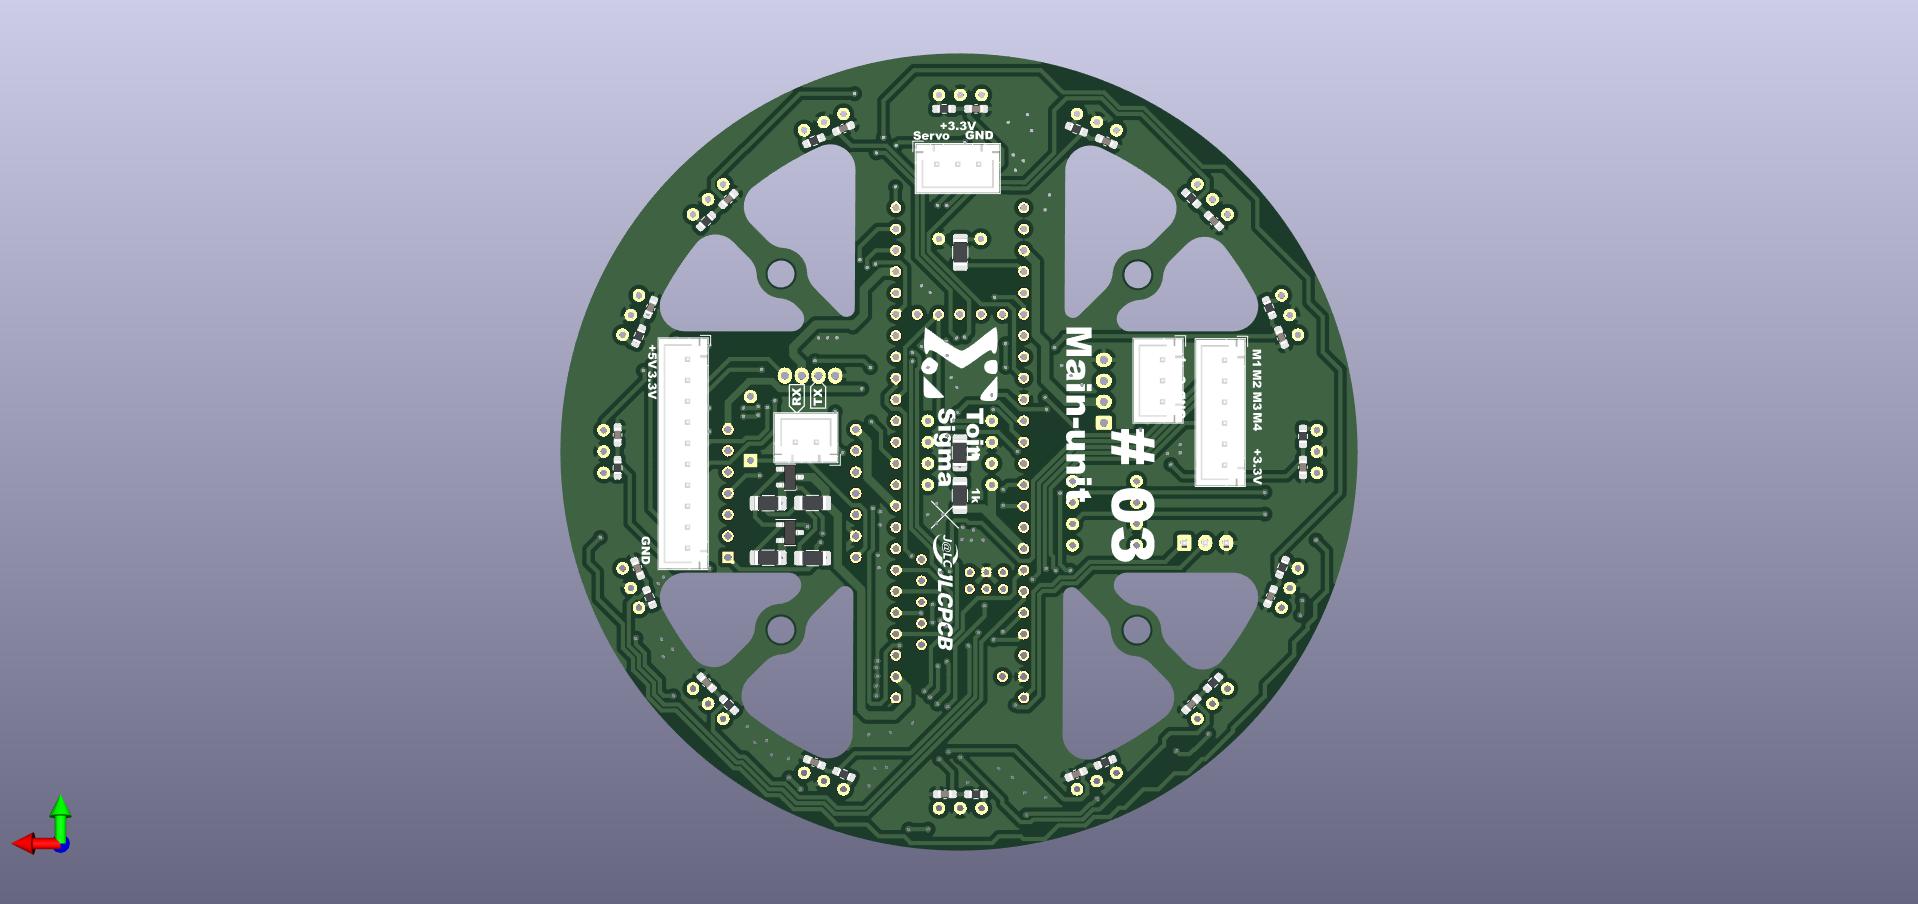 +3.3V
Servo GND
+5V 3.3V
RX
TX
GND
Toin
Sigma
1k
J@LC JLCPCB
Main-unit
#
03
M1 M2 M3 M4
+3.3V